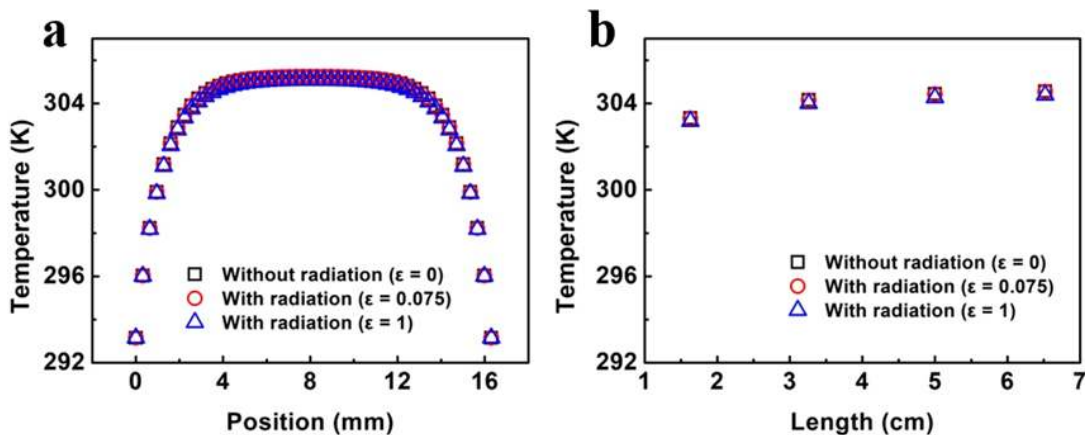 a
Temperature (K)
304
300
296
292
Without radiation (ε = 0)
With radiation (ε = 0.075)
With radiation (ε = 1)
0 4 8 12 16
Position (mm)
b
Temperature (K)
304
300
296
292
Without radiation (ε = 0)
With radiation (ε = 0.075)
With radiation (ε = 1)
1 2 3 4 5 6 7
Length (cm)